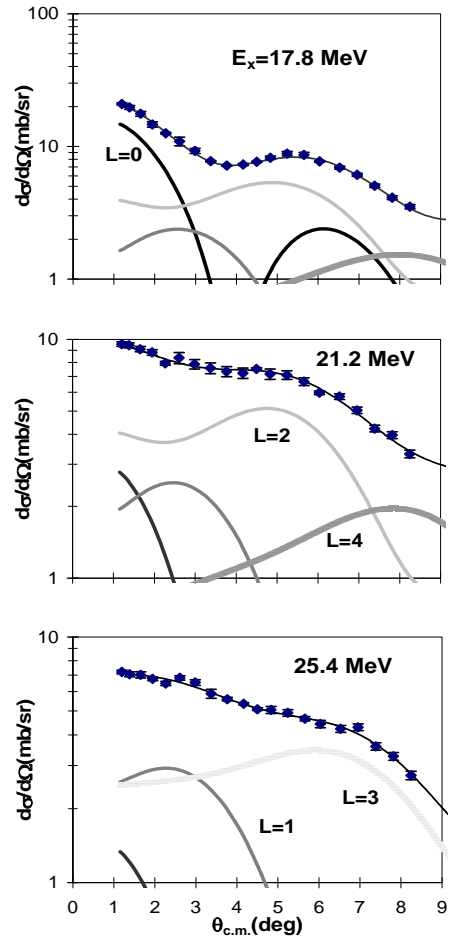 100
E_x=17.8 MeV
dσ/dΩ(mb/sr)
10
L=0
1
10
21.2 MeV
dσ/dΩ(mb/sr)
L=2
L=4
1
10
25.4 MeV
dσ/dΩ(mb/sr)
L=3
L=1
1
0 1 2 3 4 5 6 7 8 9
θ_c.m.(deg)